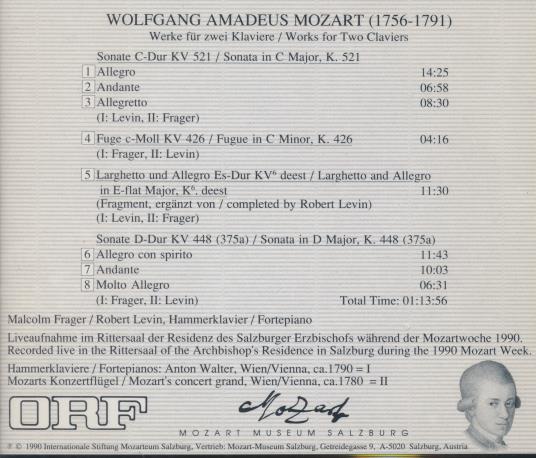 WOLFGANG AMADEUS MOZART (1756-1791)
Werke für zwei Klaviere / Works for Two Claviers
Sonate C-Dur KV 521 / Sonata in C Major, K. 521
1 Allegro 14:25
2 Andante 06:58
3 Allegretto 08:30
(I: Levin, II: Frager)
4 Fuge c-Moll KV 426 / Fugue in C Minor, K. 426 04:16
(I: Frager, II: Levin)
5 Larghetto und Allegro Es-Dur KV⁶ deest / Larghetto and Allegro
in E-flat Major, K⁶. deest 11:30
(Fragment, ergänzt von / completed by Robert Levin)
(I: Levin, II: Frager)
Sonate D-Dur KV 448 (375a) / Sonata in D Major, K. 448 (375a)
6 Allegro con spirito 11:43
7 Andante 10:03
8 Molto Allegro 06:31
(I: Frager, II: Levin) Total Time: 01:13:56
Malcolm Frager / Robert Levin, Hammerklavier / Fortepiano
Liveaufnahme im Rittersaal der Residenz des Salzburger Erzbischofs während der Mozartwoche 1990.
Recorded live in the Rittersaal of the Archbishop's Residence in Salzburg during the 1990 Mozart Week.
Hammerklaviere / Fortepianos: Anton Walter, Wien/Vienna, ca.1790 = I
Mozarts Konzertflügel / Mozart's concert grand, Wien/Vienna, ca.1780 = II
ORF
Mozart
MOZART MUSEUM SALZBURG
℗ © 1990 Internationale Stiftung Mozarteum Salzburg, Vertrieb: Mozart-Museum Salzburg, Getreidegasse 9, A-5020 Salzburg, Austria